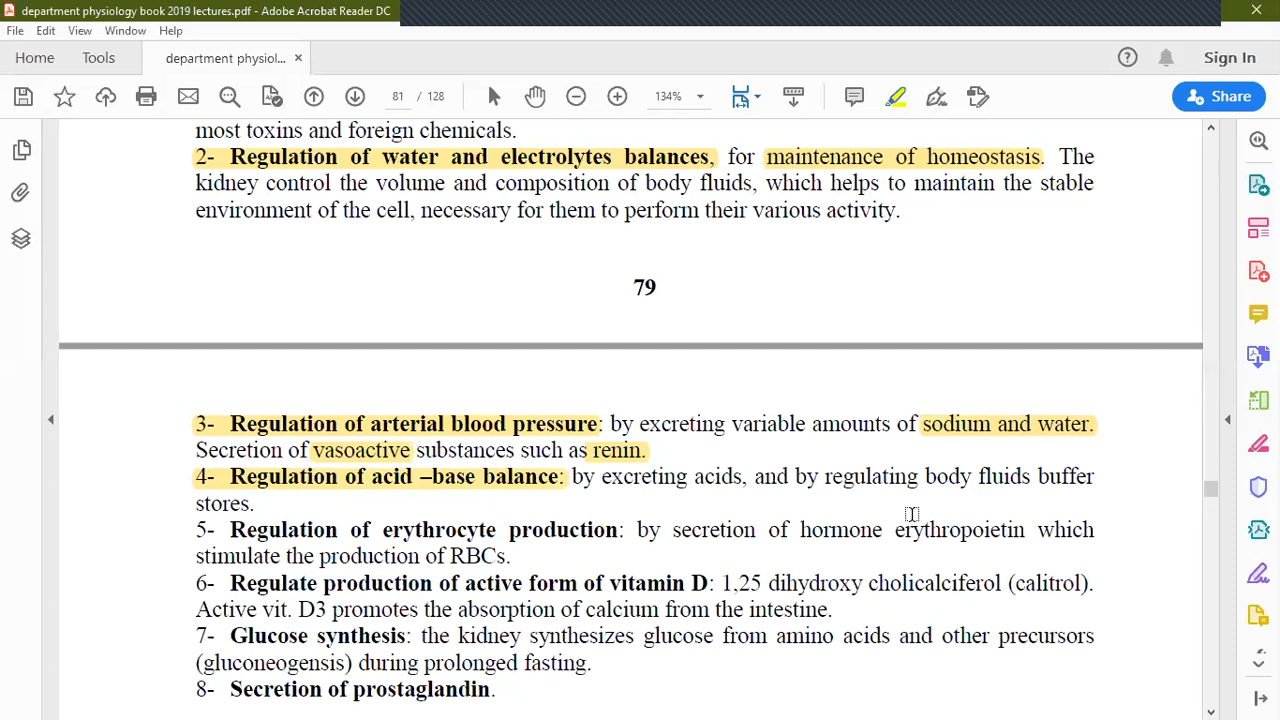 department physiology book 2019 lectures.pdf - Adobe Acrobat Reader DC
File Edit View Window Help
Home Tools department physiol... Sign In
81 / 128 134% Share
most toxins and foreign chemicals.
2- Regulation of water and electrolytes balances, for maintenance of homeostasis. The
kidney control the volume and composition of body fluids, which helps to maintain the stable
environment of the cell, necessary for them to perform their various activity.
79
3- Regulation of arterial blood pressure: by excreting variable amounts of sodium and water.
Secretion of vasoactive substances such as renin.
4- Regulation of acid –base balance: by excreting acids, and by regulating body fluids buffer
stores.
5- Regulation of erythrocyte production: by secretion of hormone erythropoietin which
stimulate the production of RBCs.
6- Regulate production of active form of vitamin D: 1,25 dihydroxy cholicalciferol (calitrol).
Active vit. D3 promotes the absorption of calcium from the intestine.
7- Glucose synthesis: the kidney synthesizes glucose from amino acids and other precursors
(gluconeogensis) during prolonged fasting.
8- Secretion of prostaglandin.